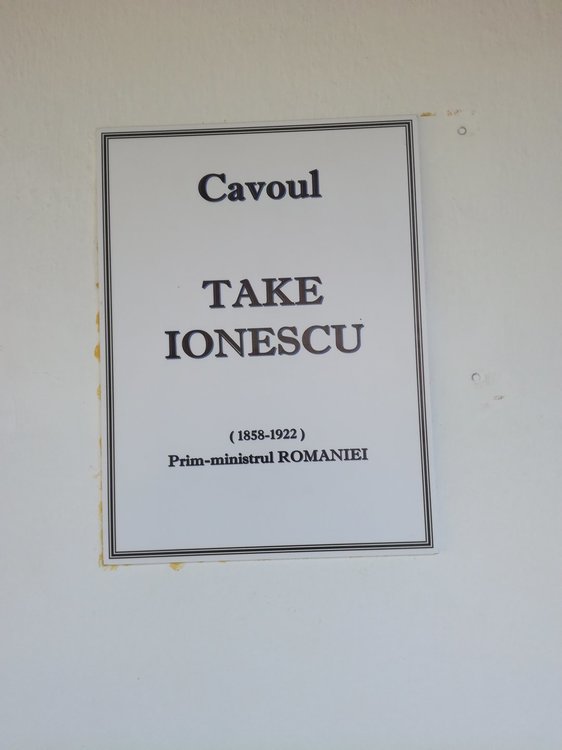 Cavoul
TAKE
IONESCU
( 1858-1922 )
Prim-ministrul ROMANIEI